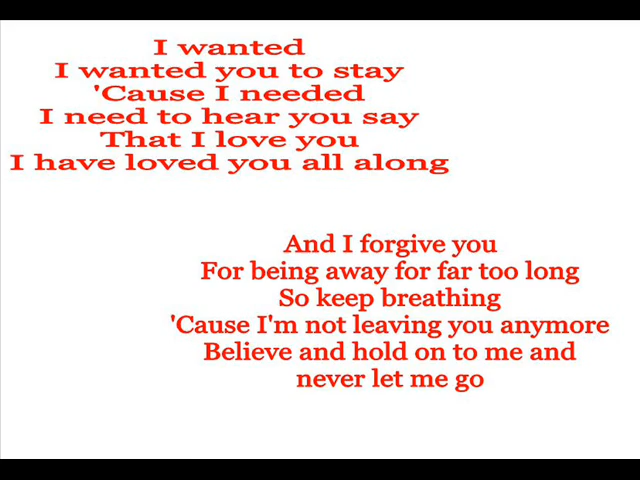 I wanted
I wanted you to stay
'Cause I needed
I need to hear you say
That I love you
I have loved you all along
And I forgive you
For being away for far too long
So keep breathing
'Cause I'm not leaving you anymore
Believe and hold on to me and
never let me go